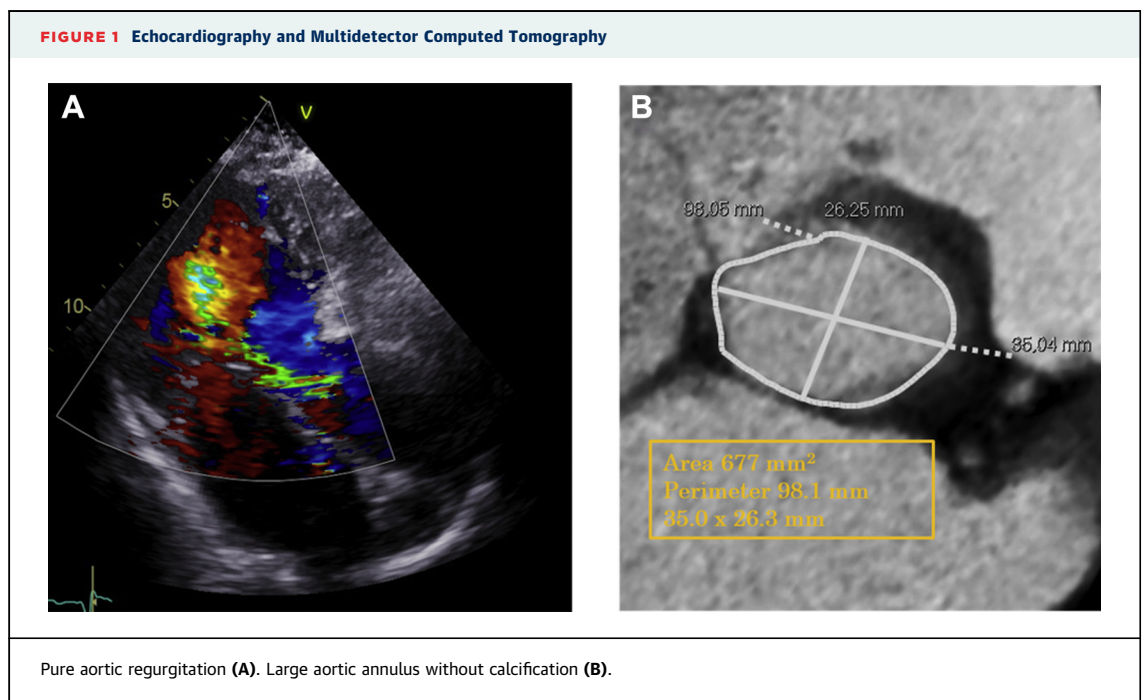 FIGURE 1 Echocardiography and Multidetector Computed Tomography
A
V
5
10
B
98.05 mm
26.25 mm
35.04 mm
Area 677 mm²
Perimeter 98.1 mm
35.0 x 26.3 mm
Pure aortic regurgitation (A). Large aortic annulus without calcification (B).